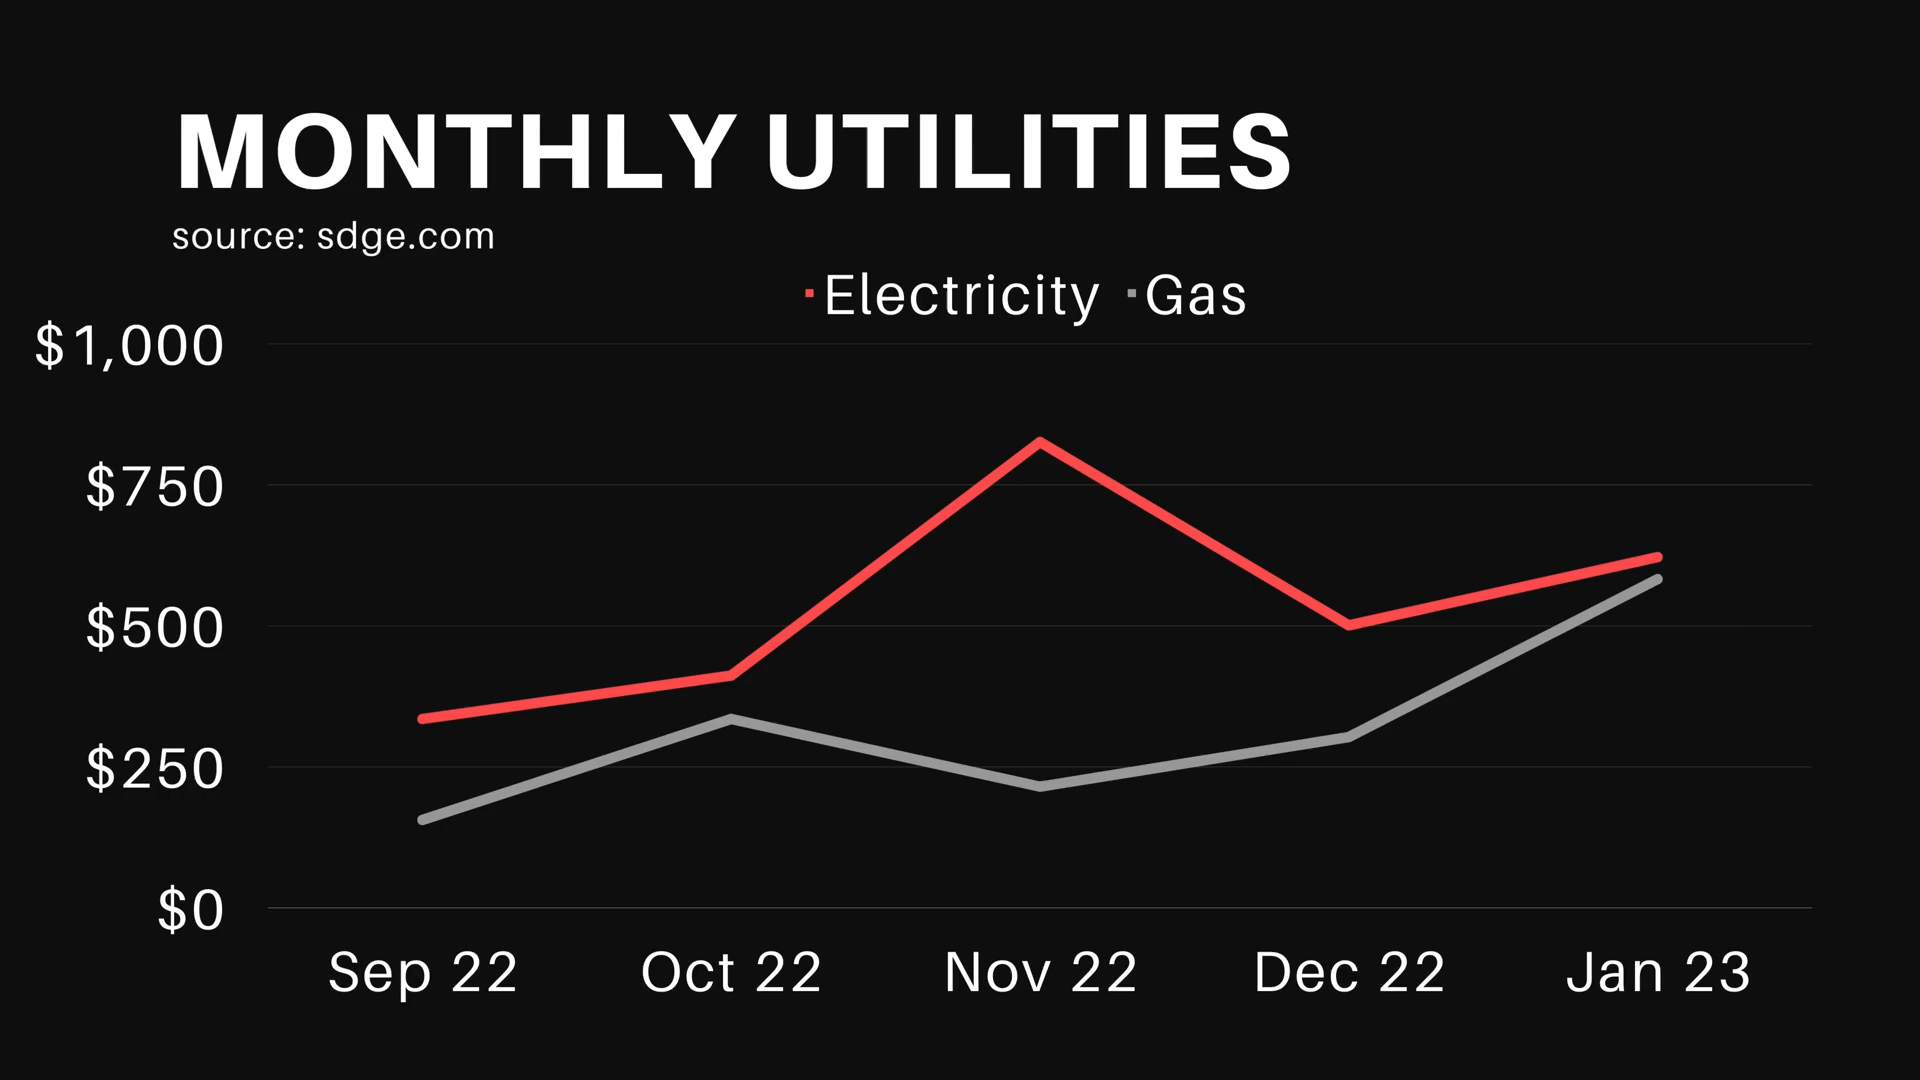 MONTHLY UTILITIES
source: sdge.com
Electricity Gas
$1,000
$750
$500
$250
$0
Sep 22 Oct 22 Nov 22 Dec 22 Jan 23